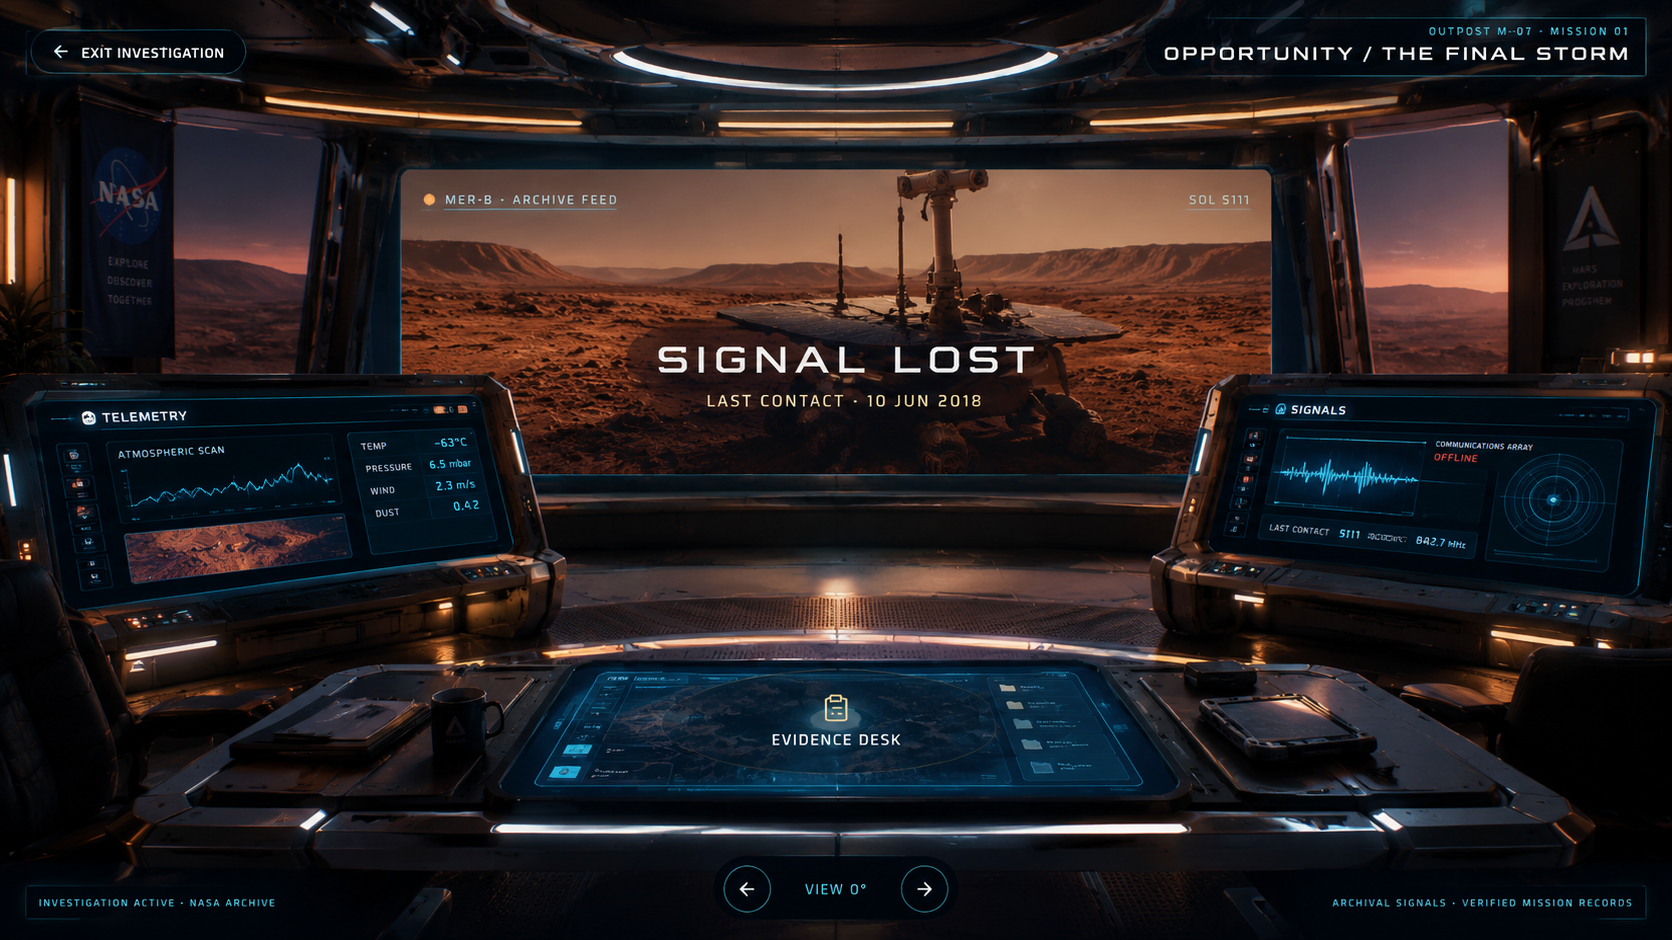 EXIT INVESTIGATION
OUTPOST M-07 · MISSION 01
OPPORTUNITY / THE FINAL STORM
NASA
EXPLORE
DISCOVER
TOGETHER
MARS
EXPLORATION
MER-B · ARCHIVE FEED
SOL 5111
SIGNAL LOST
LAST CONTACT · 10 JUN 2018
TELEMETRY
ATMOSPHERIC SCAN
TEMP -63°C
PRESSURE 6.5 mbar
WIND 2.3 m/s
DUST 0.42
SIGNALS
COMMUNICATIONS ARRAY
OFFLINE
LAST CONTACT 5111
EVIDENCE DESK
VIEW 0°
INVESTIGATION ACTIVE · NASA ARCHIVE
ARCHIVAL SIGNALS · VERIFIED MISSION RECORDS